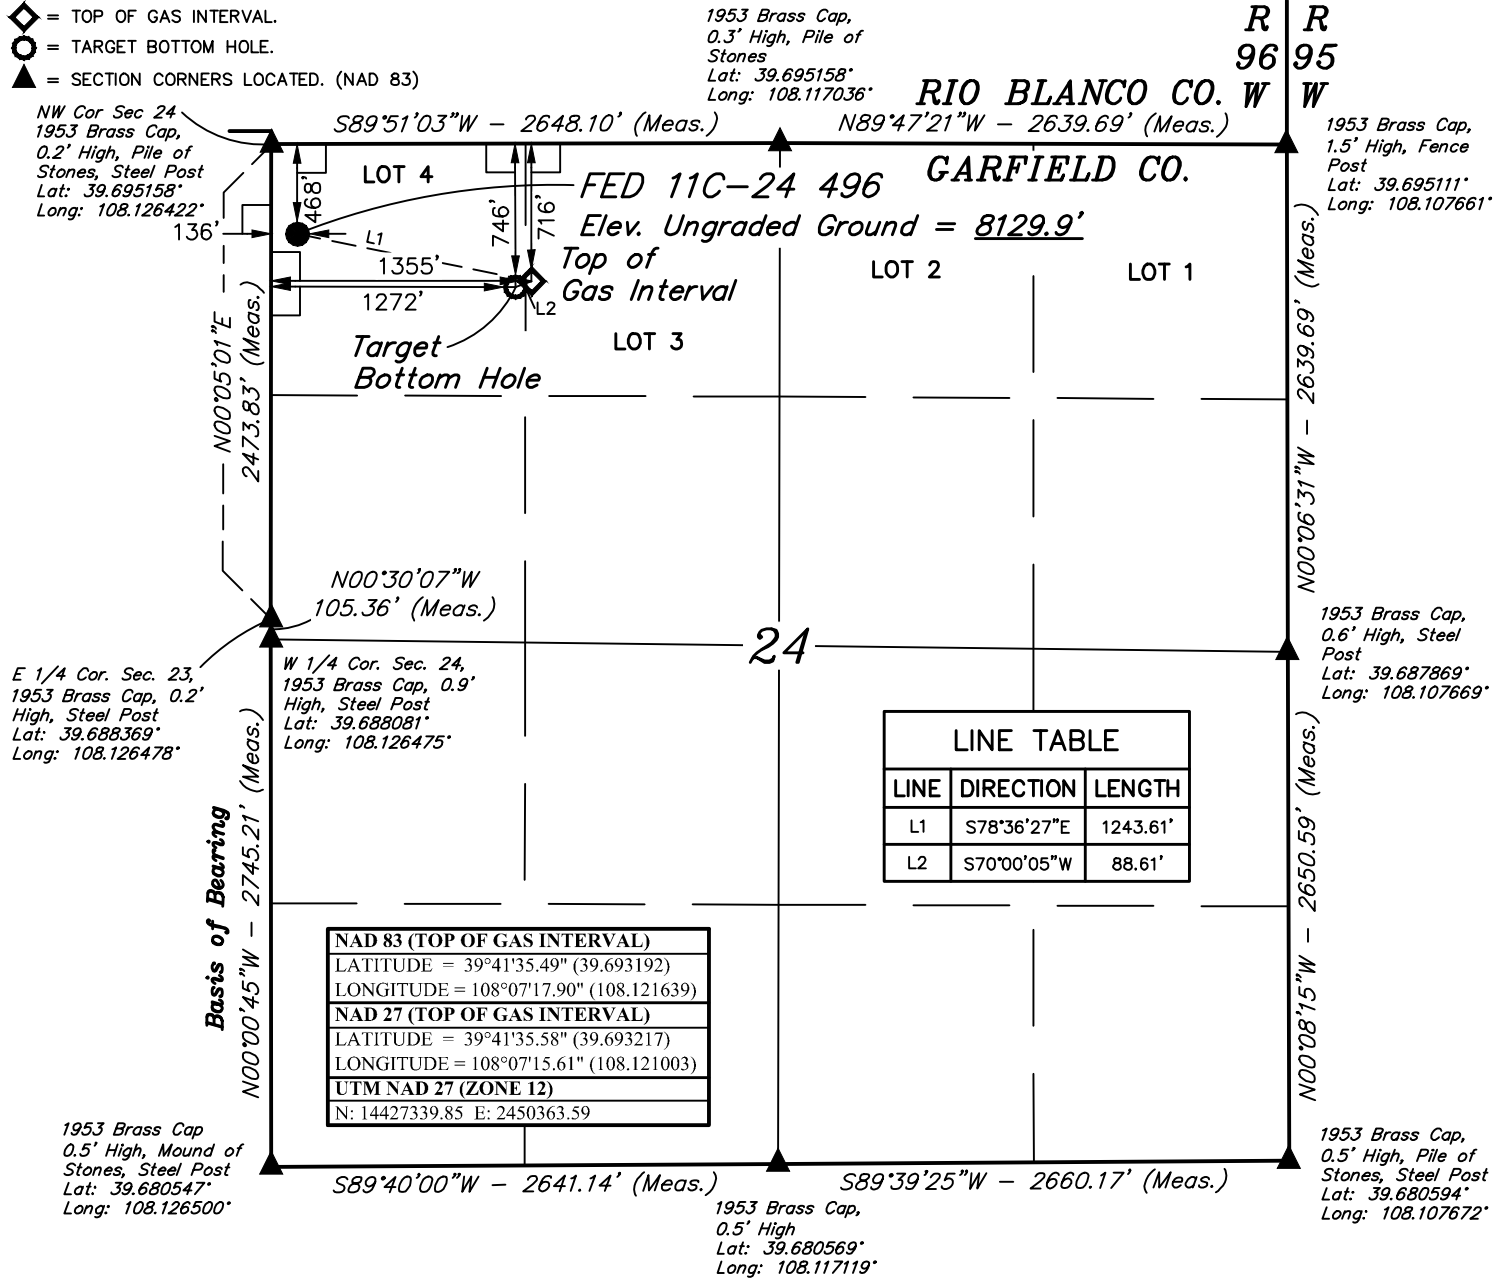 = TOP OF GAS INTERVAL.
= TARGET BOTTOM HOLE.
= SECTION CORNERS LOCATED. (NAD 83)
1953 Brass Cap,
0.3' High, Pile of
Stones
Lat: 39.695158°
Long: 108.117036°
R R
96 95
W W
RIO BLANCO CO.
GARFIELD CO.
NW Cor Sec 24
1953 Brass Cap,
0.2' High, Pile of
Stones, Steel Post
Lat: 39.695158°
Long: 108.126422°
S89°51'03"W - 2648.10' (Meas.)
N89°47'21"W - 2639.69' (Meas.)
1953 Brass Cap,
1.5' High, Fence
Post
Lat: 39.695111°
Long: 108.107661°
LOT 4
468'
746'
716'
136'
L1
FED 11C-24 496
Elev. Ungraded Ground = 8129.9'
1355'
1272'
L2
Top of
Gas Interval
LOT 2
LOT 1
LOT 3
Target
Bottom Hole
N00°05'01"E
2473.83' (Meas.)
N00°06'31"W - 2639.69' (Meas.)
N00°30'07"W
105.36' (Meas.)
24
E 1/4 Cor. Sec. 23,
1953 Brass Cap, 0.2'
High, Steel Post
Lat: 39.688369°
Long: 108.126478°
W 1/4 Cor. Sec. 24,
1953 Brass Cap, 0.9'
High, Steel Post
Lat: 39.688081°
Long: 108.126475°
1953 Brass Cap,
0.6' High, Steel
Post
Lat: 39.687869°
Long: 108.107669°
LINE TABLE
LINE DIRECTION LENGTH
L1 S78°36'27"E 1243.61'
L2 S70°00'05"W 88.61'
Basis of Bearing
N00°00'45"W - 2745.21' (Meas.)
N00°08'15"W - 2650.59' (Meas.)
NAD 83 (TOP OF GAS INTERVAL)
LATITUDE = 39°41'35.49" (39.693192)
LONGITUDE = 108°07'17.90" (108.121639)
NAD 27 (TOP OF GAS INTERVAL)
LATITUDE = 39°41'35.58" (39.693217)
LONGITUDE = 108°07'15.61" (108.121003)
UTM NAD 27 (ZONE 12)
N: 14427339.85 E: 2450363.59
1953 Brass Cap
0.5' High, Mound of
Stones, Steel Post
Lat: 39.680547°
Long: 108.126500°
S89°40'00"W - 2641.14' (Meas.)
S89°39'25"W - 2660.17' (Meas.)
1953 Brass Cap,
0.5' High
Lat: 39.680569°
Long: 108.117119°
1953 Brass Cap,
0.5' High, Pile of
Stones, Steel Post
Lat: 39.680594°
Long: 108.107672°